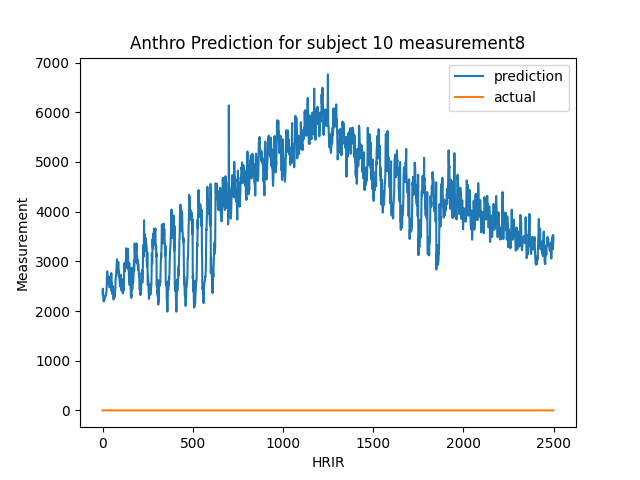 Anthro Prediction for subject 10 measurement8
prediction
actual
Measurement
7000
6000
5000
4000
3000
2000
1000
0
0 500 1000 1500 2000 2500
HRIR